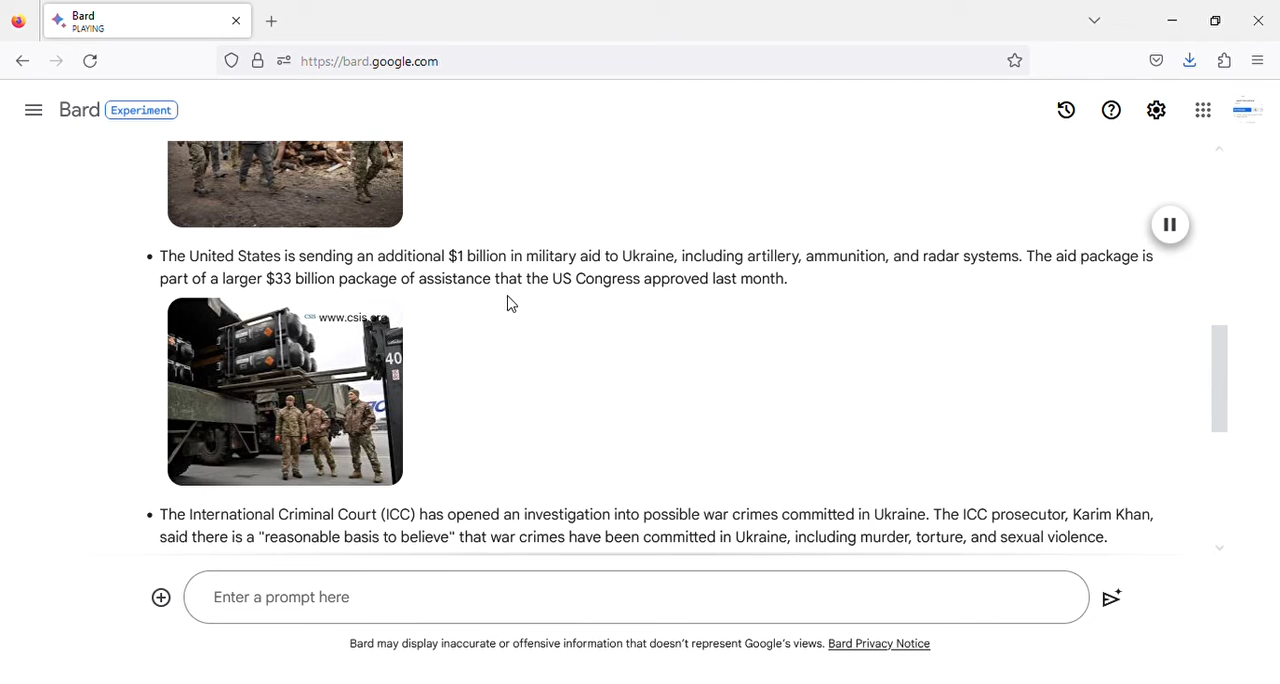 Bard
PLAYING
https://bard.google.com
Bard Experiment
The United States is sending an additional $1 billion in military aid to Ukraine, including artillery, ammunition, and radar systems. The aid package is
part of a larger $33 billion package of assistance that the US Congress approved last month.
CSIS www.csis.org
40
The International Criminal Court (ICC) has opened an investigation into possible war crimes committed in Ukraine. The ICC prosecutor, Karim Khan,
said there is a "reasonable basis to believe" that war crimes have been committed in Ukraine, including murder, torture, and sexual violence.
Enter a prompt here
Bard may display inaccurate or offensive information that doesn't represent Google's views. Bard Privacy Notice